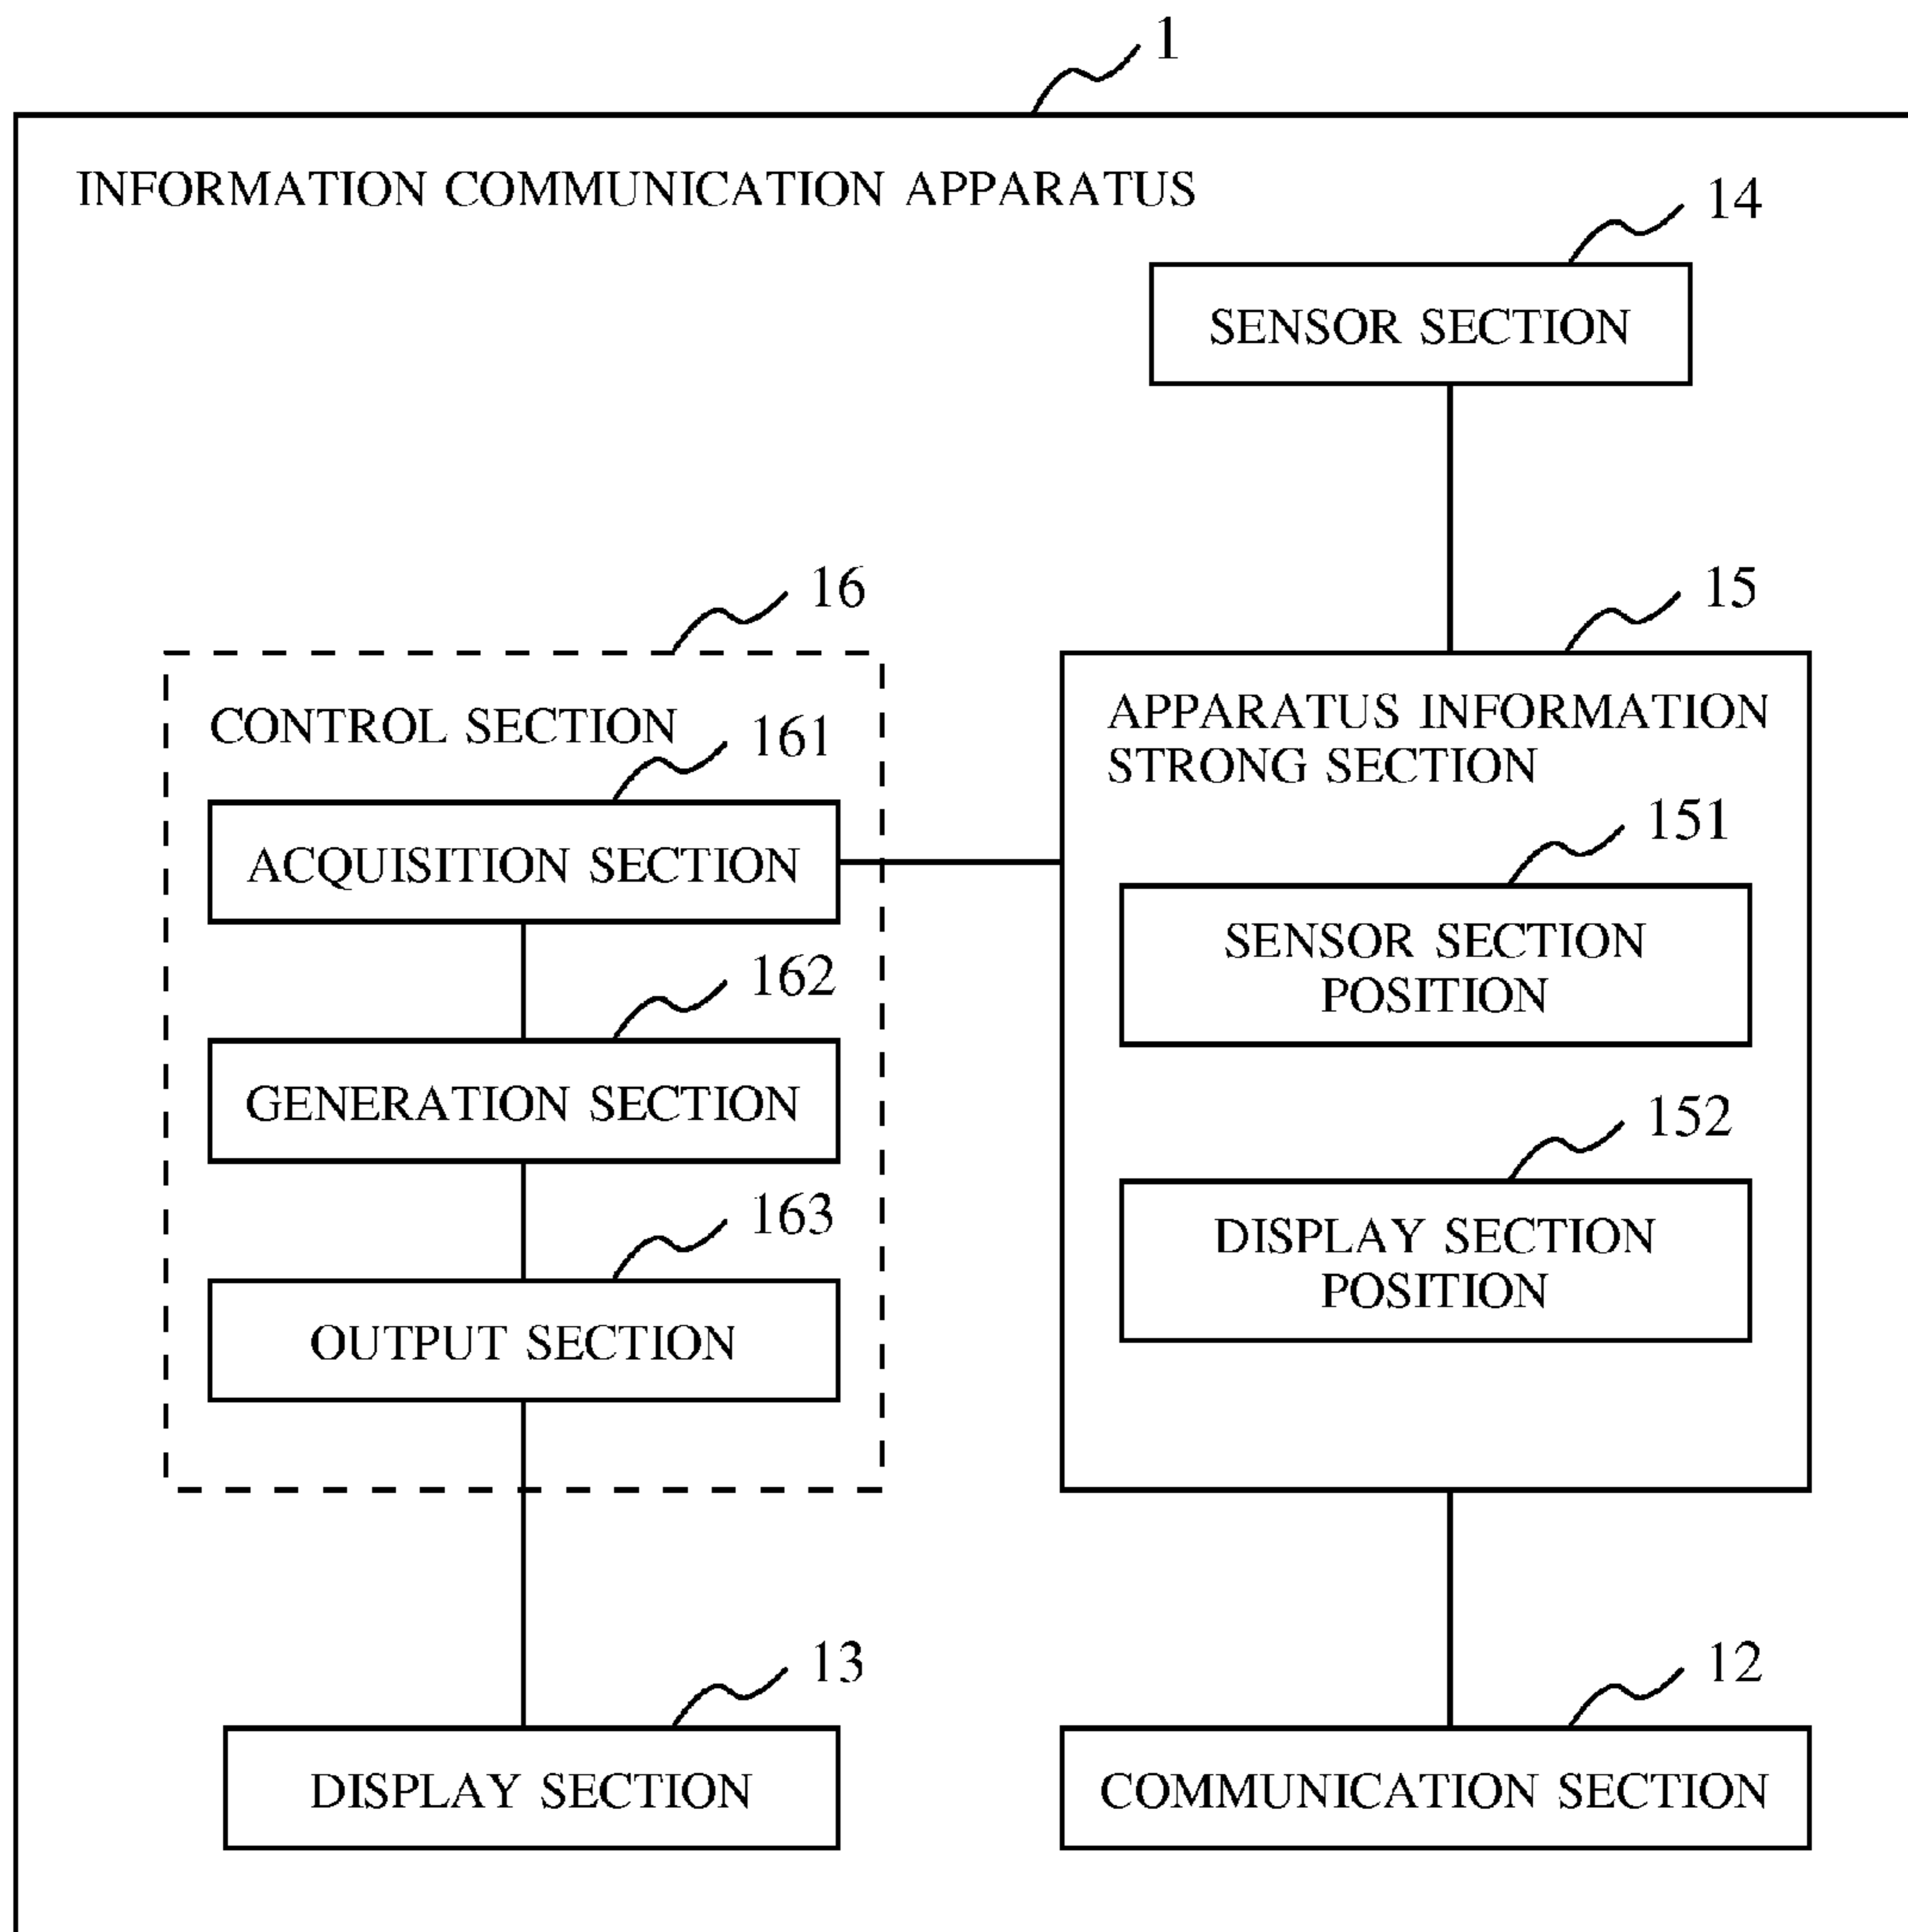 1
INFORMATION COMMUNICATION APPARATUS
14
SENSOR SECTION
16
CONTROL SECTION
161
ACQUISITION SECTION
162
GENERATION SECTION
163
OUTPUT SECTION
15
APPARATUS INFORMATION
STRONG SECTION
151
SENSOR SECTION
POSITION
152
DISPLAY SECTION
POSITION
13
DISPLAY SECTION
12
COMMUNICATION SECTION